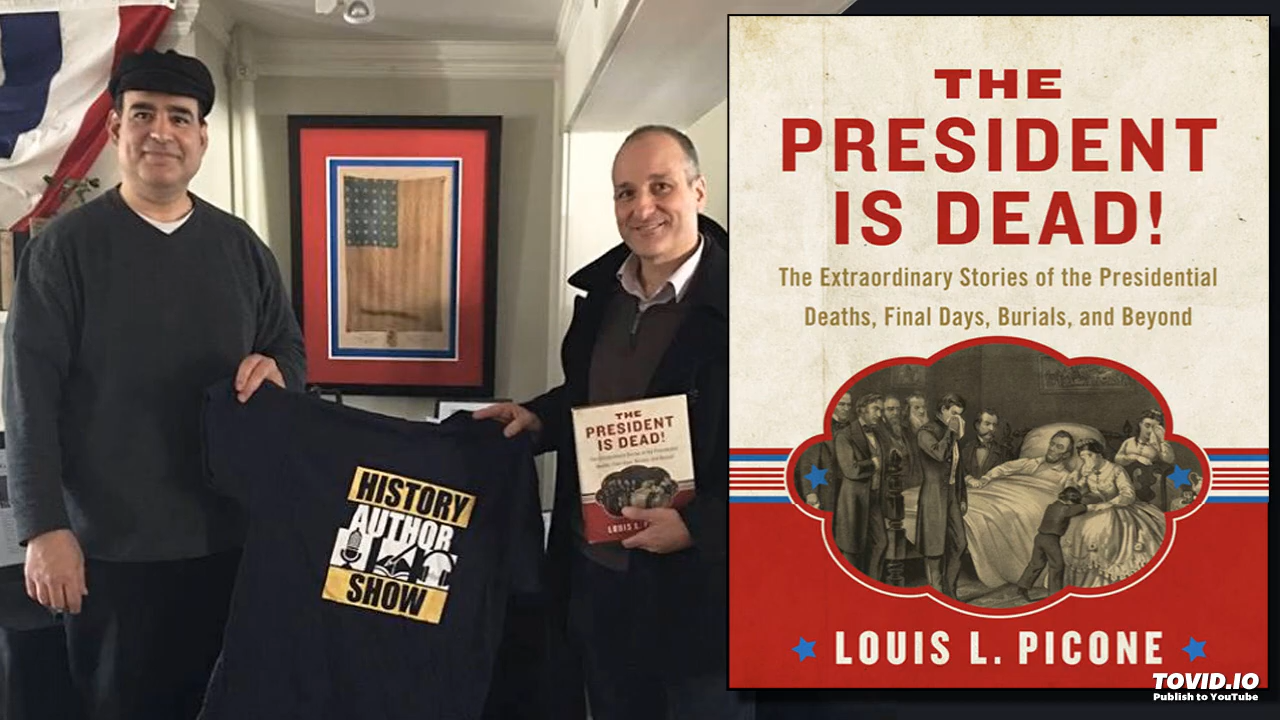 HISTORY
AUTHOR
SHOW
THE
PRESIDENT
IS DEAD!
LOUIS L.
THE
PRESIDENT
IS DEAD!
The Extraordinary Stories of the Presidential
Deaths, Final Days, Burials, and Beyond
LOUIS L. PICONE
TOVID.IO
Publish to YouTube